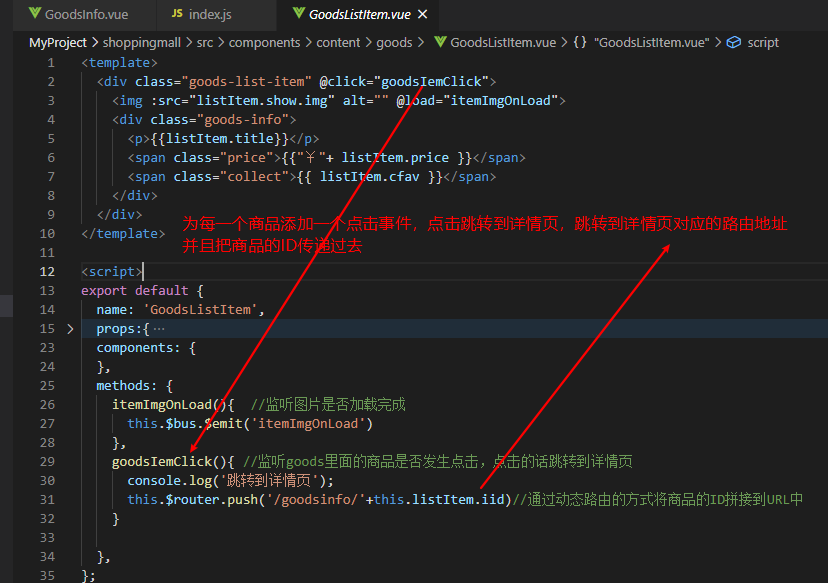 GoodsInfo.vue JS index.js GoodsListItem.vue ×
MyProject > shoppingmall > src > components > content > goods > GoodsListItem.vue > {} "GoodsListItem.vue" > script
1 <template>
2 <div class="goods-list-item" @click="goodsIemClick">
3 <img :src="listItem.show.img" alt="" @load="itemImgOnLoad">
4 <div class="goods-info">
5 <p>{{listItem.title}}</p>
6 <span class="price">{{"￥"+ listItem.price }}</span>
7 <span class="collect">{{ listItem.cfav }}</span>
8 </div>
9 </div>
10 </template>
为每一个商品添加一个点击事件，点击跳转到详情页，跳转到详情页对应的路由地址
并且把商品的ID传递过去
11
12 <script>
13 export default {
14 name: 'GoodsListItem',
15 > props:{ ···
23 components: {
24 },
25 methods: {
26 itemImgOnLoad(){ //监听图片是否加载完成
27 this.$bus.$emit('itemImgOnLoad')
28 },
29 goodsIemClick(){ //监听goods里面的商品是否发生点击，点击的话跳转到详情页
30 console.log('跳转到详情页');
31 this.$router.push('/goodsinfo/'+this.listItem.iid)//通过动态路由的方式将商品的ID拼接到URL中
32 }
33
34 },
35 };